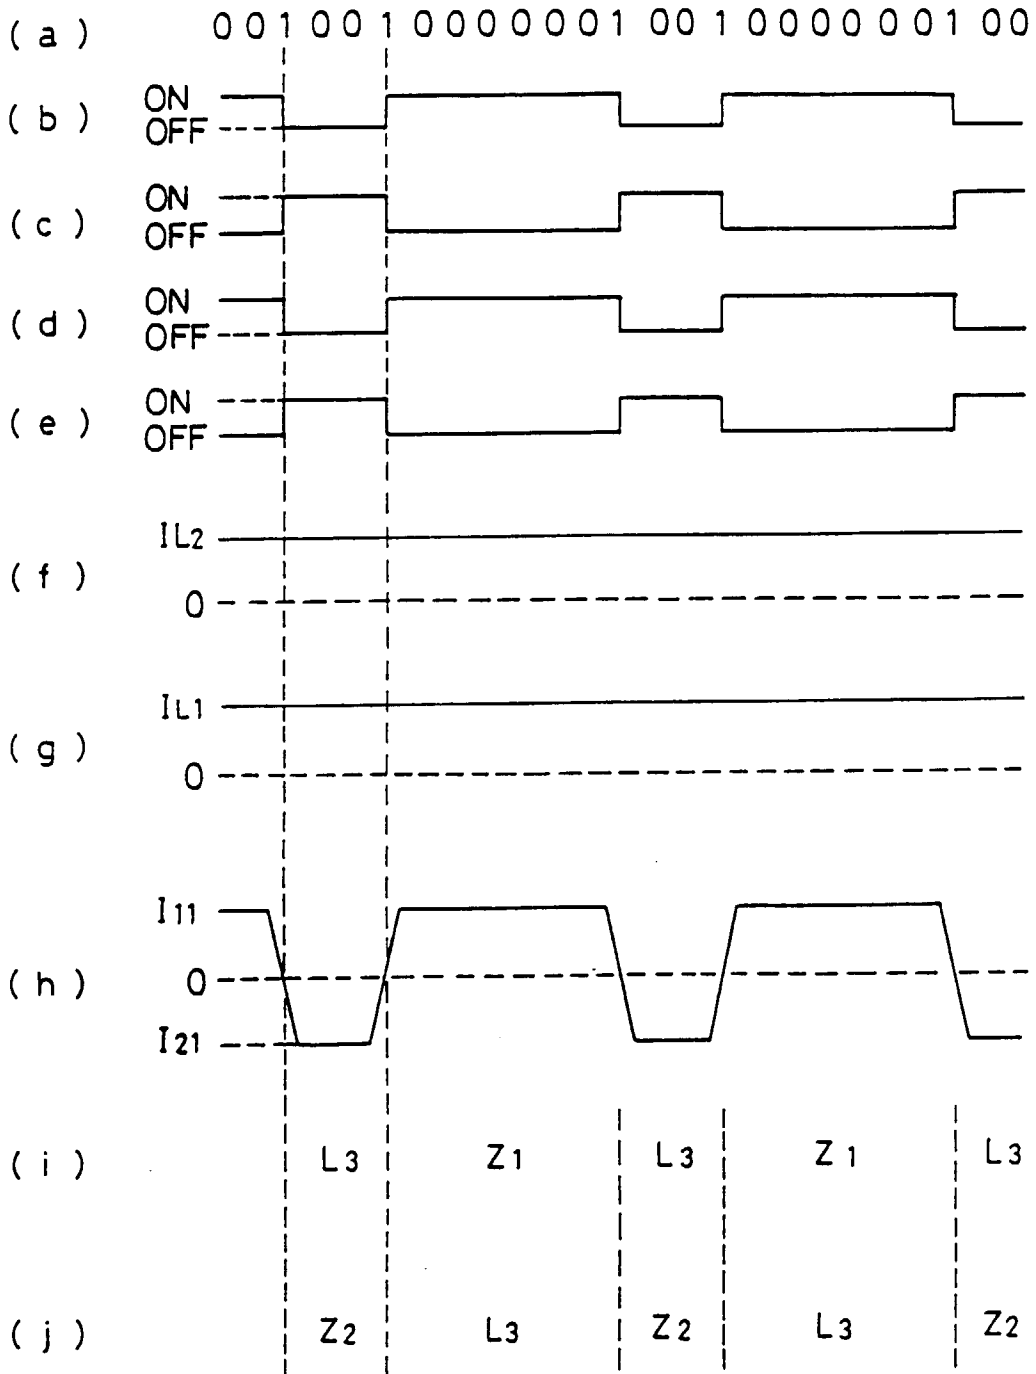 (a) 0 0 1 0 0 1 0 0 0 0 0 0 1 0 0 1 0 0 0 0 0 0 1 0 0
(b) ON
OFF
(c) ON
OFF
(d) ON
OFF
(e) ON
OFF
(f) IL2
0
(g) IL1
0
(h) I11
0
I21
(i) L3 Z1 L3 Z1 L3
(j) Z2 L3 Z2 L3 Z2